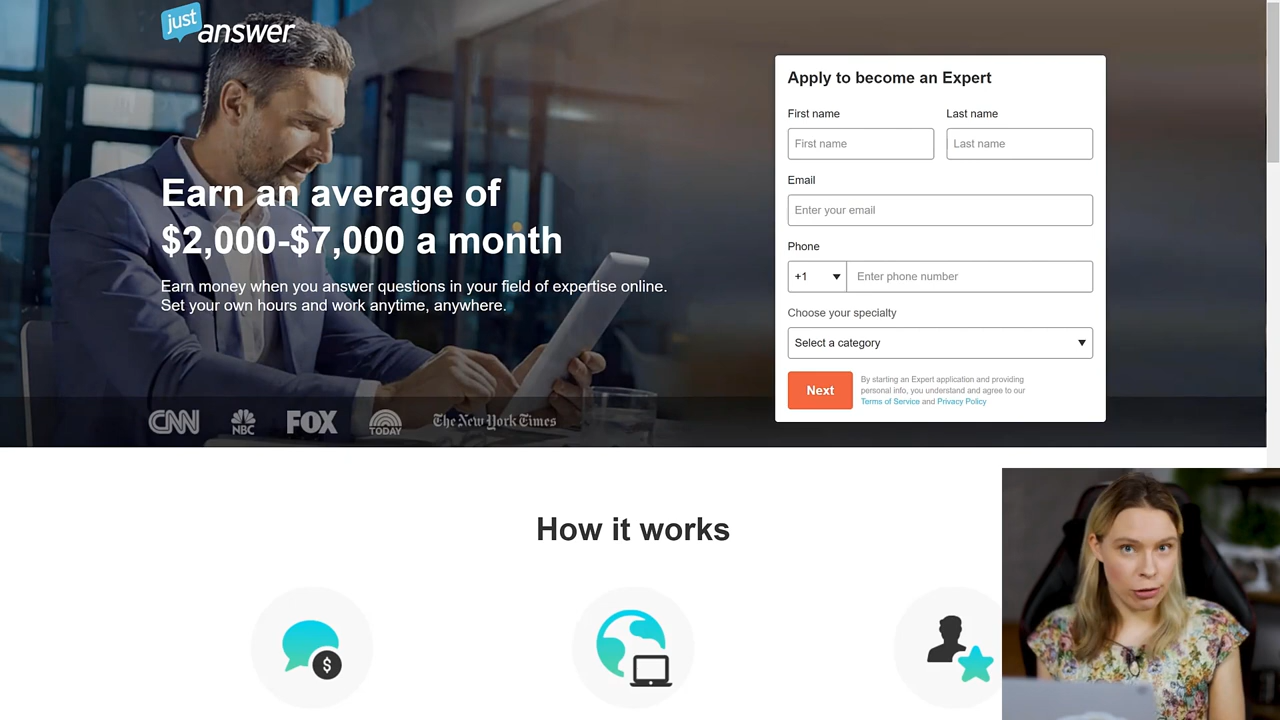 just
answer
Earn an average of
$2,000-$7,000 a month
Earn money when you answer questions in your field of expertise online.
Set your own hours and work anytime, anywhere.
CNN
NBC
FOX
TODAY
The New York Times
Apply to become an Expert
First name Last name
First name Last name
Email
Enter your email
Phone
+1 Enter phone number
Choose your specialty
Select a category
Next
By starting an Expert application and providing
personal info, you understand and agree to our
Terms of Service and Privacy Policy
How it works
$